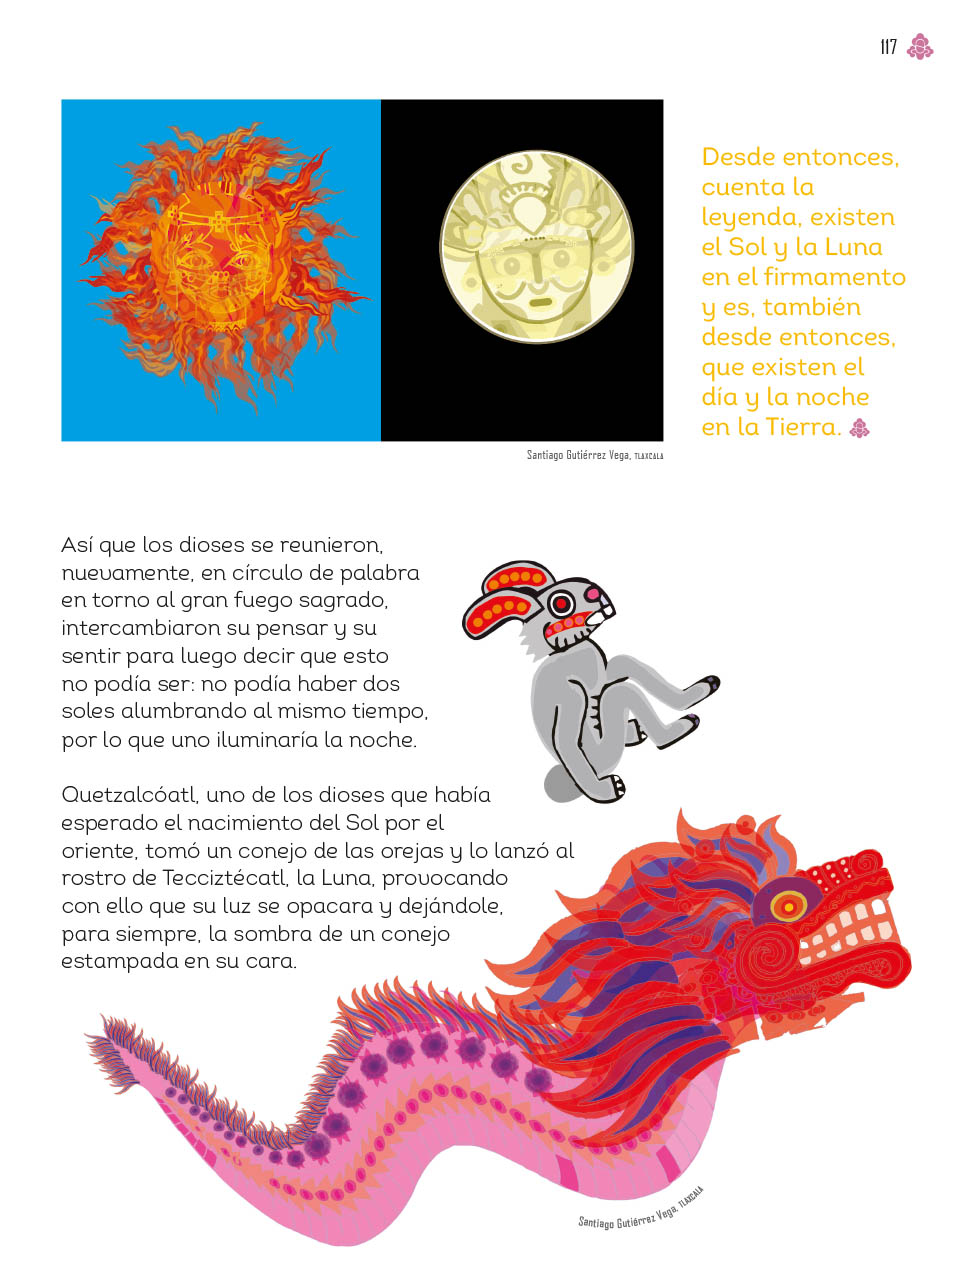 117
Desde entonces,
cuenta la
leyenda, existen
el Sol y la Luna
en el firmamento
y es, también
desde entonces,
que existen el
día y la noche
en la Tierra.
Santiago Gutiérrez Vega, TLAXCALA
Así que los dioses se reunieron,
nuevamente, en círculo de palabra
en torno al gran fuego sagrado,
intercambiaron su pensar y su
sentir para luego decir que esto
no podía ser: no podía haber dos
soles alumbrando al mismo tiempo,
por lo que uno iluminaría la noche.
Quetzalcóatl, uno de los dioses que había
esperado el nacimiento del Sol por el
oriente, tomó un conejo de las orejas y lo lanzó al
rostro de Tecciztécatl, la Luna, provocando
con ello que su luz se opacara y dejándole,
para siempre, la sombra de un conejo
estampada en su cara.
Santiago Gutiérrez Vega, TLAXCALA